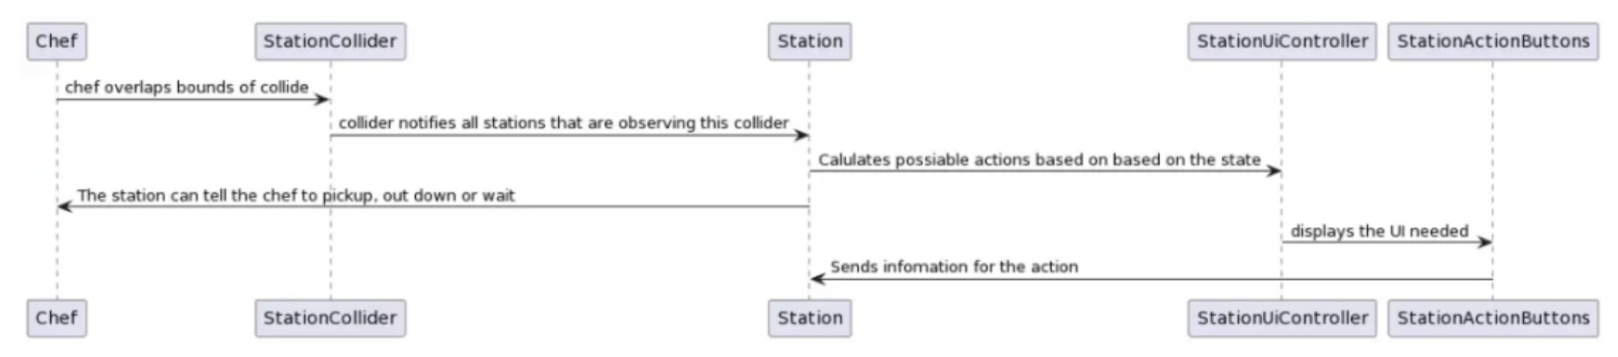 Chef StationCollider Station StationUiController StationActionButtons
chef overlaps bounds of collide
collider notifies all stations that are observing this collider
Calulates possiable actions based on based on the state
The station can tell the chef to pickup, out down or wait
displays the UI needed
Sends infomation for the action
Chef StationCollider Station StationUiController StationActionButtons